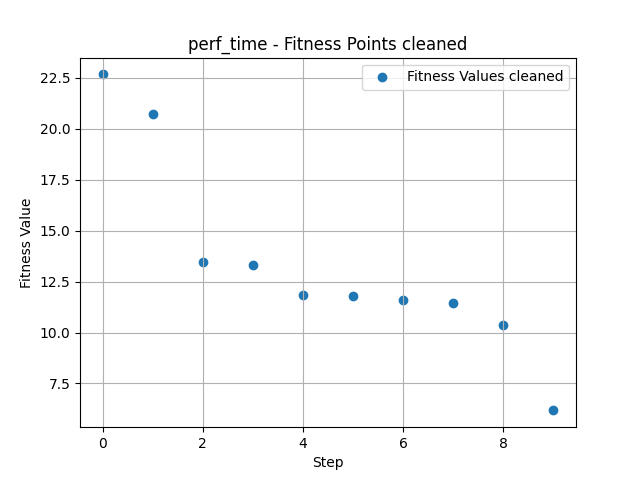 perf_time - Fitness Points cleaned
Fitness Values cleaned
Fitness Value
22.5
20.0
17.5
15.0
12.5
10.0
7.5
0 2 4 6 8
Step